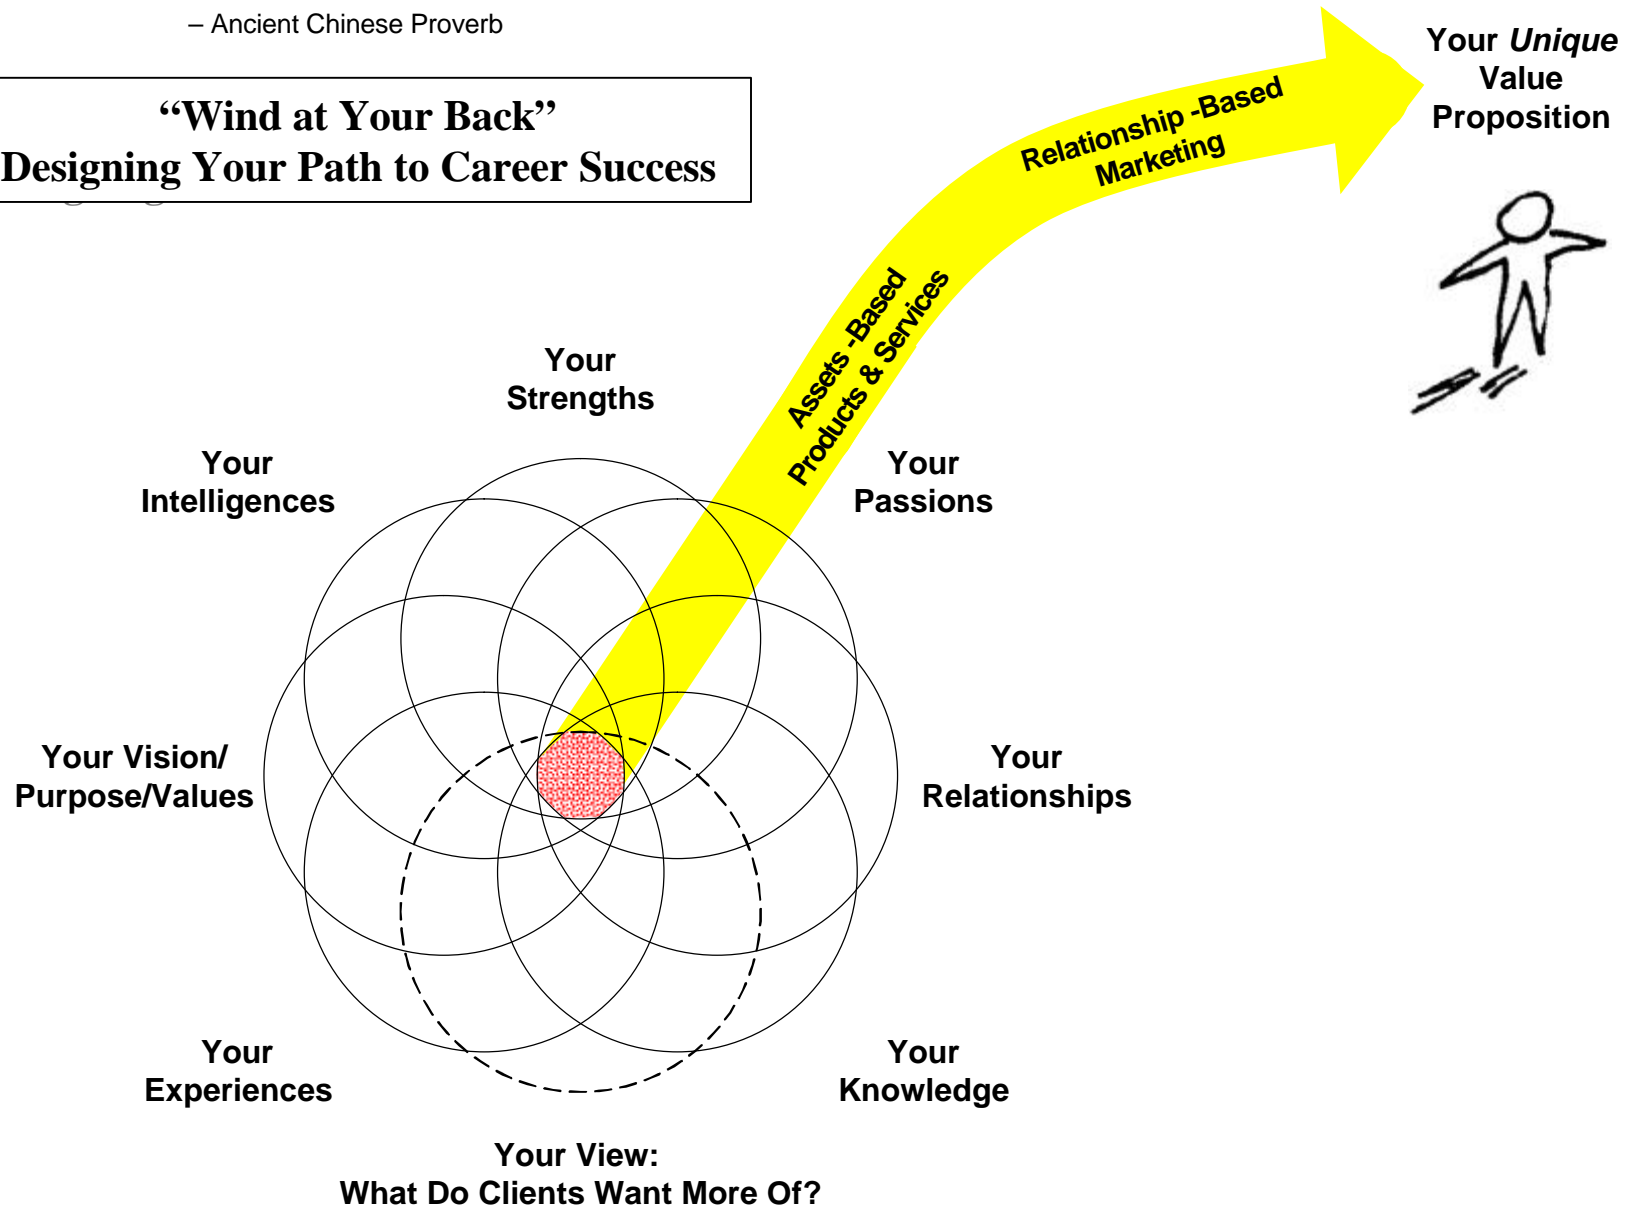 – Ancient Chinese Proverb
“Wind at Your Back”
Designing Your Path to Career Success
Your Unique
Value
Proposition
Relationship -Based
Marketing
Assets -Based
Products & Services
Your
Strengths
Your
Intelligences
Your
Passions
Your Vision/
Purpose/Values
Your
Relationships
Your
Experiences
Your
Knowledge
Your View:
What Do Clients Want More Of?